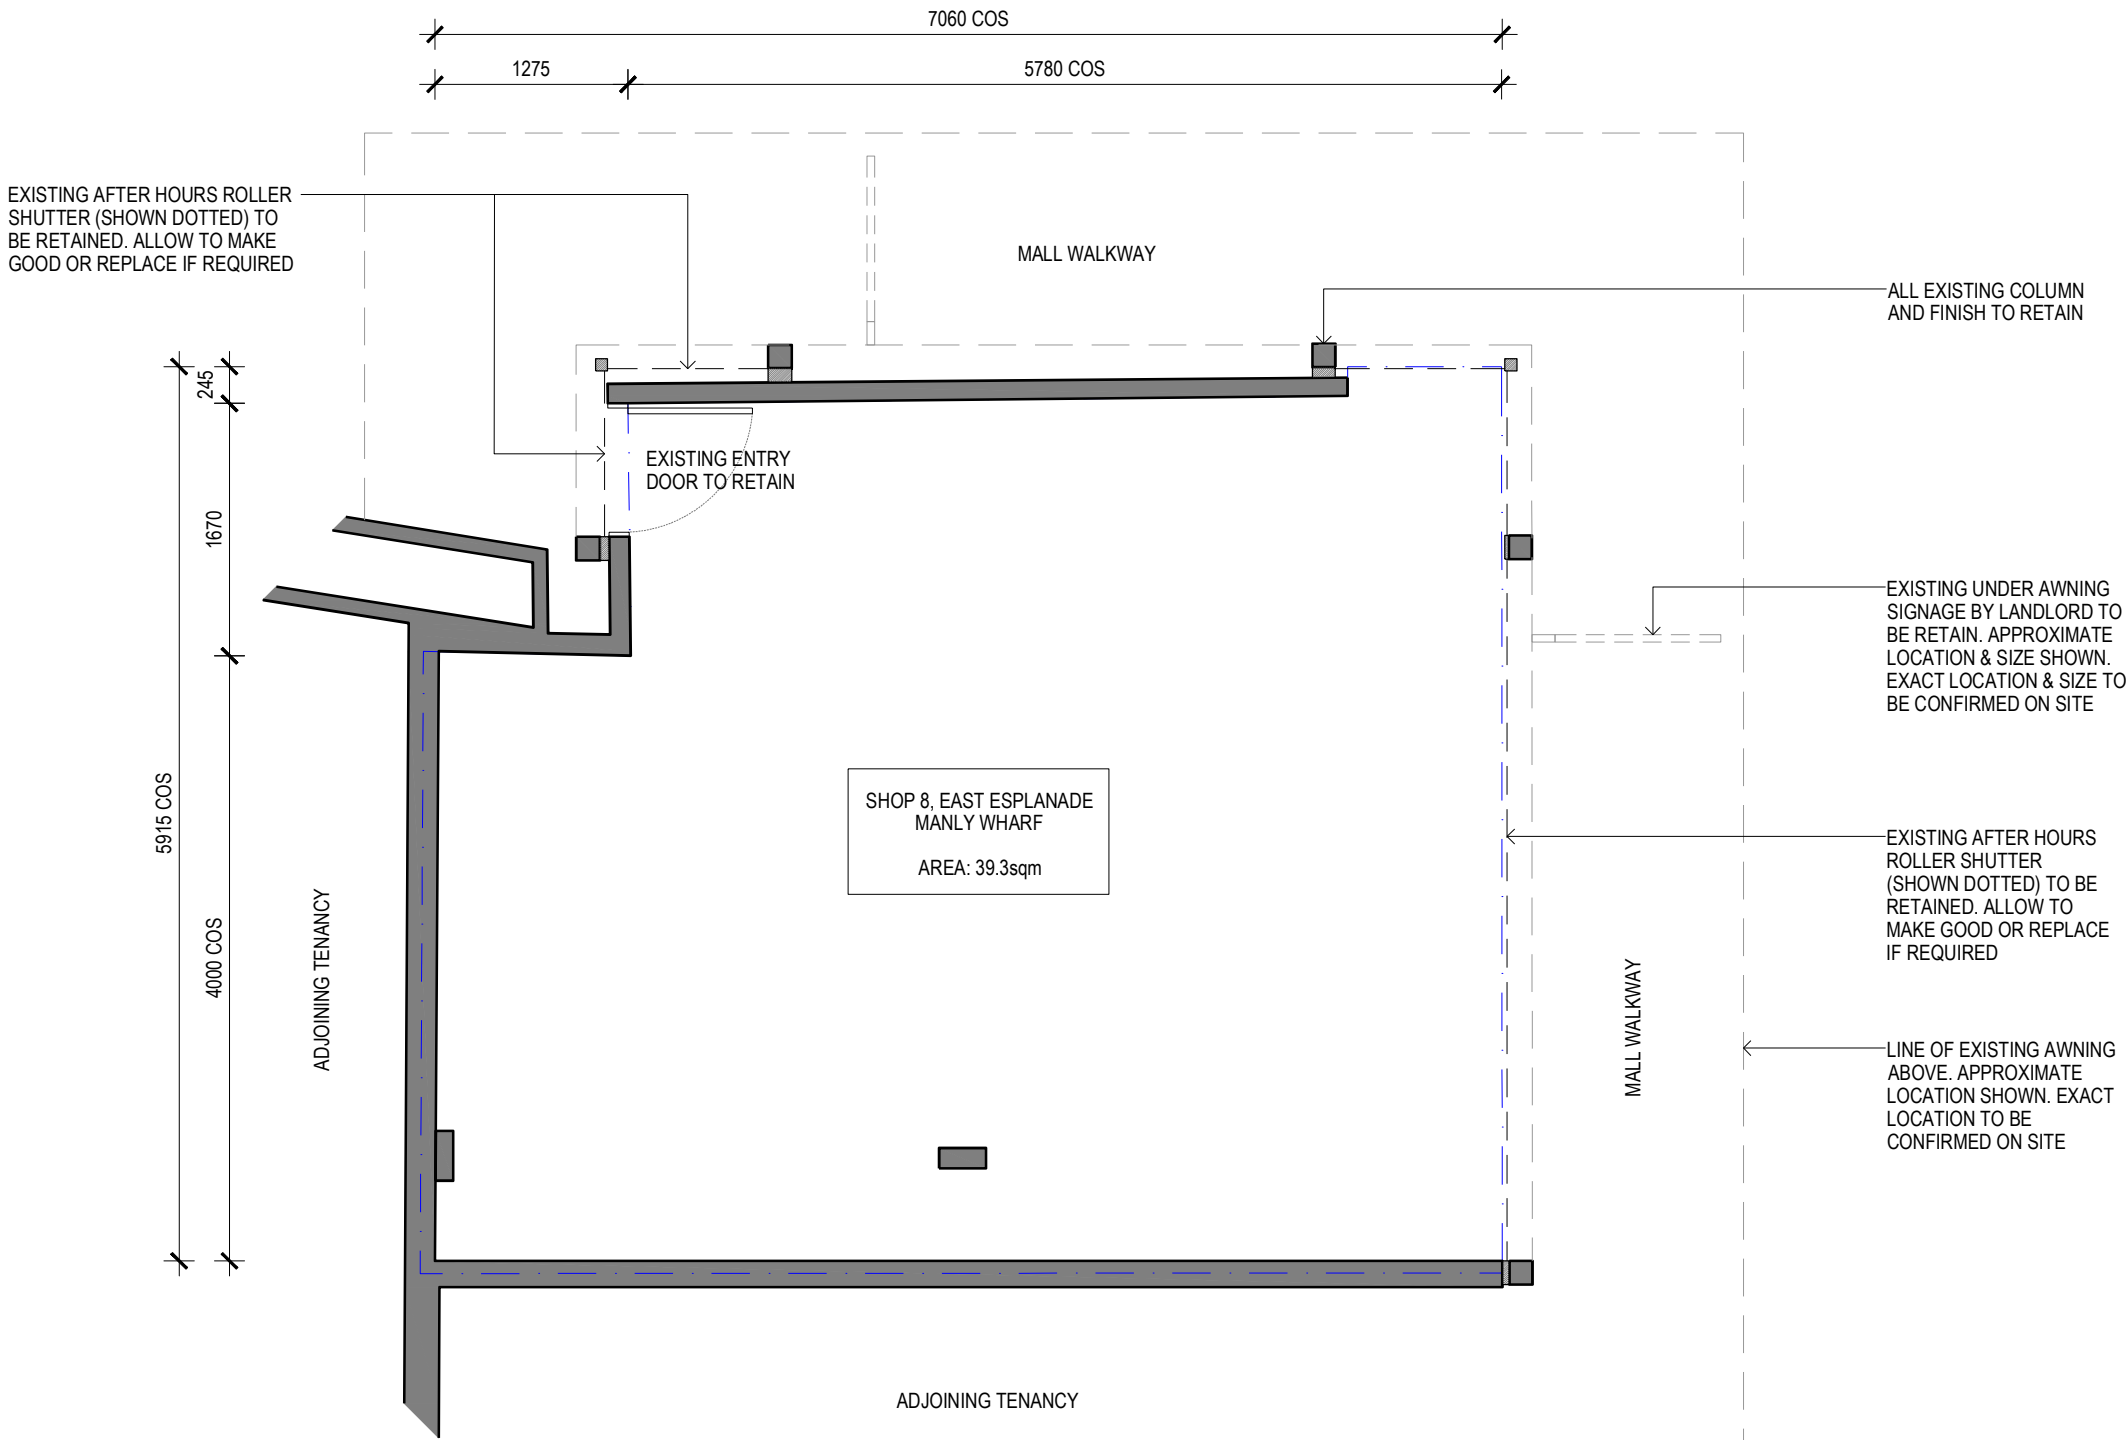 7060 COS
1275
5780 COS
EXISTING AFTER HOURS ROLLER
SHUTTER (SHOWN DOTTED) TO
BE RETAINED. ALLOW TO MAKE
GOOD OR REPLACE IF REQUIRED
MALL WALKWAY
ALL EXISTING COLUMN
AND FINISH TO RETAIN
245
EXISTING ENTRY
DOOR TO RETAIN
1670
EXISTING UNDER AWNING
SIGNAGE BY LANDLORD TO
BE RETAIN. APPROXIMATE
LOCATION & SIZE SHOWN.
EXACT LOCATION & SIZE TO
BE CONFIRMED ON SITE
5915 COS
SHOP 8, EAST ESPLANADE
MANLY WHARF
AREA: 39.3sqm
EXISTING AFTER HOURS
ROLLER SHUTTER
(SHOWN DOTTED) TO BE
RETAINED. ALLOW TO
MAKE GOOD OR REPLACE
IF REQUIRED
4000 COS
ADJOINING TENANCY
MALL WALKWAY
LINE OF EXISTING AWNING
ABOVE. APPROXIMATE
LOCATION SHOWN. EXACT
LOCATION TO BE
CONFIRMED ON SITE
ADJOINING TENANCY